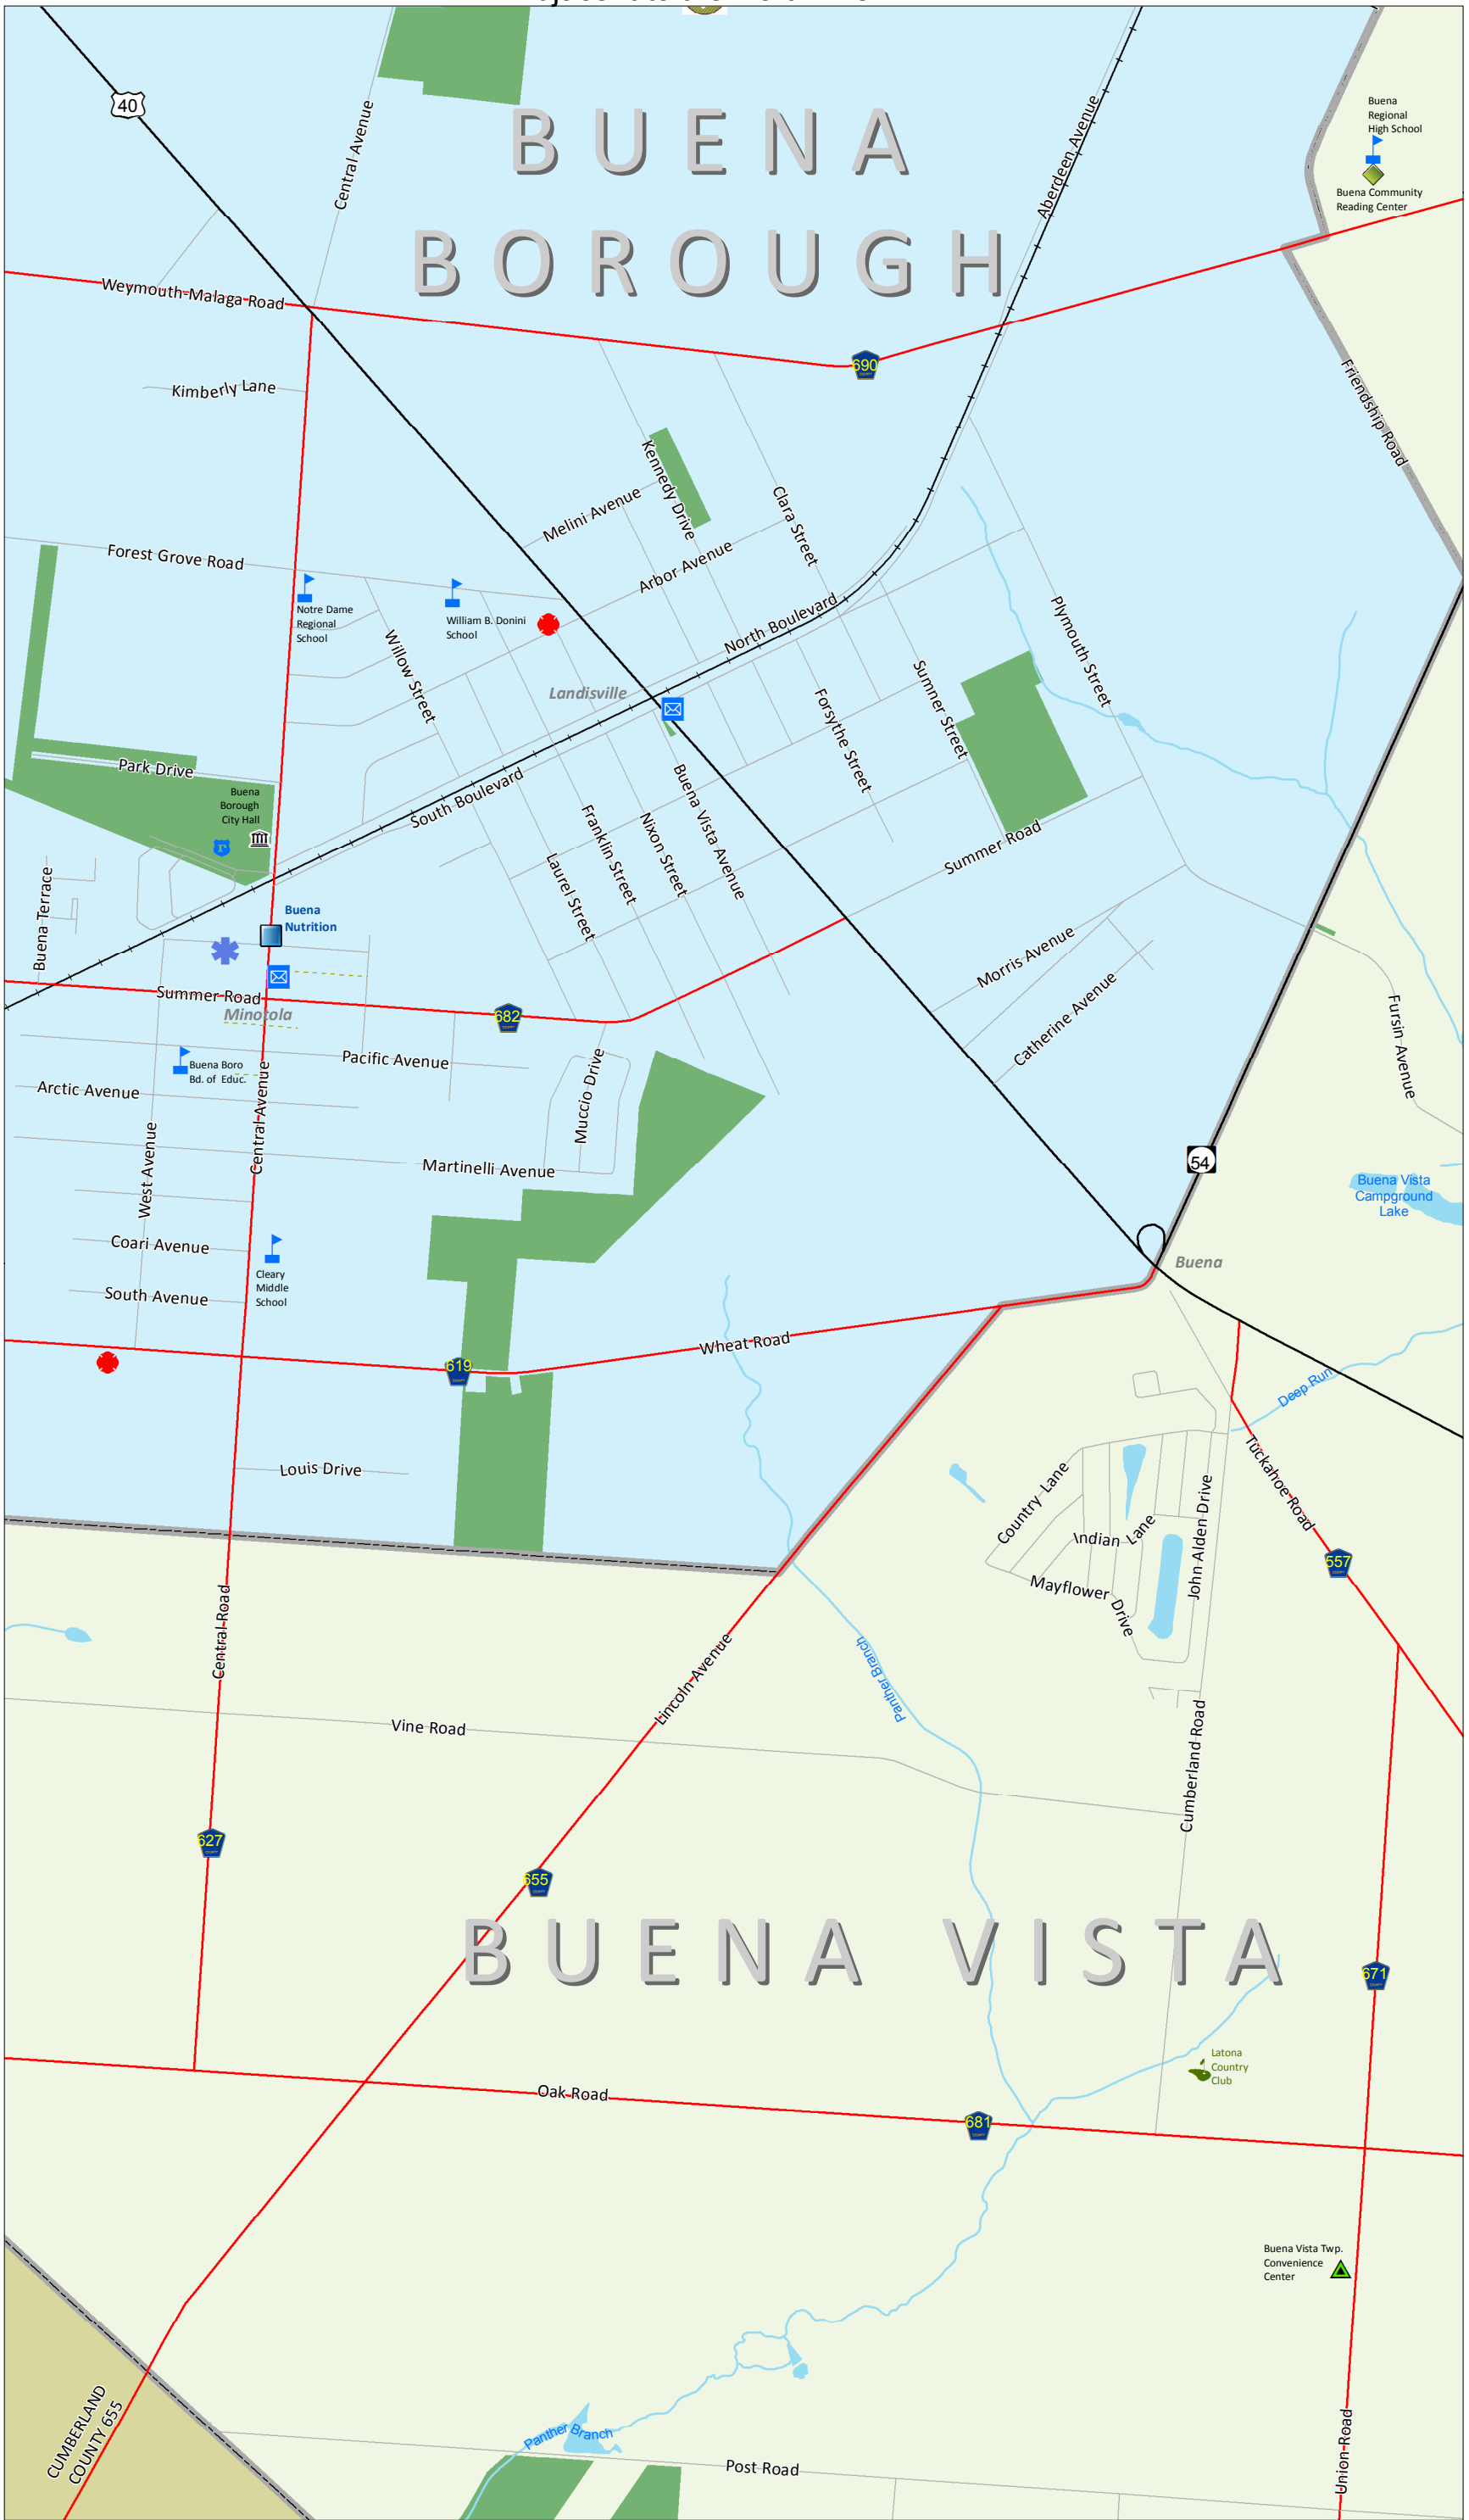 40
Central Avenue
BUENA
BOROUGH
Aberdeen Avenue
Buena
Regional
High School
Buena Community
Reading Center
Weymouth-Malaga Road
690
Kimberly Lane
Friendship Road
Kennedy Drive
Melini Avenue
Clara Street
Arbor Avenue
Forest Grove Road
Notre Dame
Regional
School
William B. Donini
School
North Boulevard
Plymouth Street
Willow Street
Landisville
Summer Street
Forsythe Street
Park Drive
Buena
Borough
City Hall
South Boulevard
Buena Vista Avenue
Franklin Street
Nixon Street
Laurel Street
Summer Road
Buena Terrace
Buena
Nutrition
Morris Avenue
Catherine Avenue
Fursin Avenue
Summer Road
Minotola
682
Buena Boro
Bd. of Educ.
Pacific Avenue
Arctic Avenue
Muccio Drive
Central Avenue
West Avenue
Martinelli Avenue
54
Buena Vista
Campground
Lake
Coari Avenue
Cleary
Middle
School
South Avenue
Buena
Wheat Road
619
Deep Run
Louis Drive
Tuckahoe Road
Country Lane
Indian Lane
John Alden Drive
Mayflower Drive
557
Central Road
Lincoln Avenue
Panther Branch
Vine Road
Cumberland Road
627
655
BUENA VISTA
671
Latona
Country
Club
Oak Road
681
Buena Vista Twp.
Convenience
Center
CUMBERLAND
COUNTY 655
Panther Branch
Post Road
Union Road